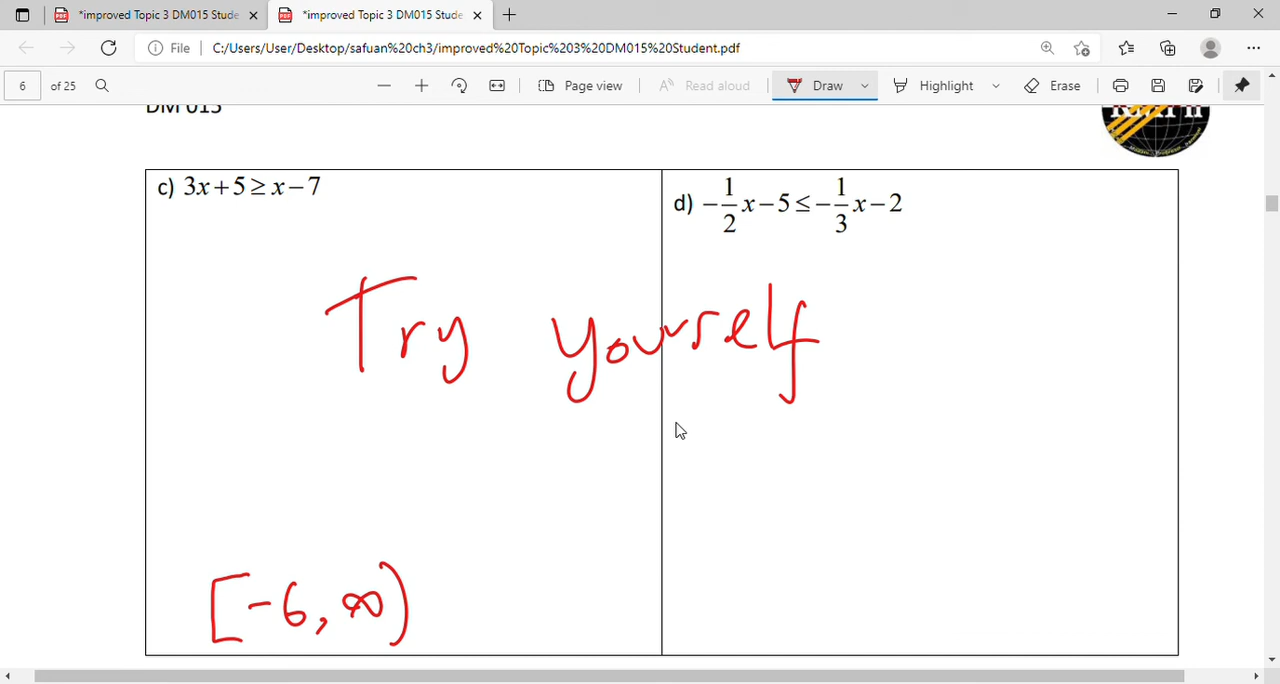 *improved Topic 3 DM015 Stude
*improved Topic 3 DM015 Stude
File
C:/Users/User/Desktop/safuan%20ch3/improved%20Topic%203%20DM015%20Student.pdf
6 of 25
Page view
Read aloud
Draw
Highlight
Erase
DM 015
c) 3x+5≥x−7
d) −1/2x−5≤−1/3x−2
Try yourself
[-6, ∞)